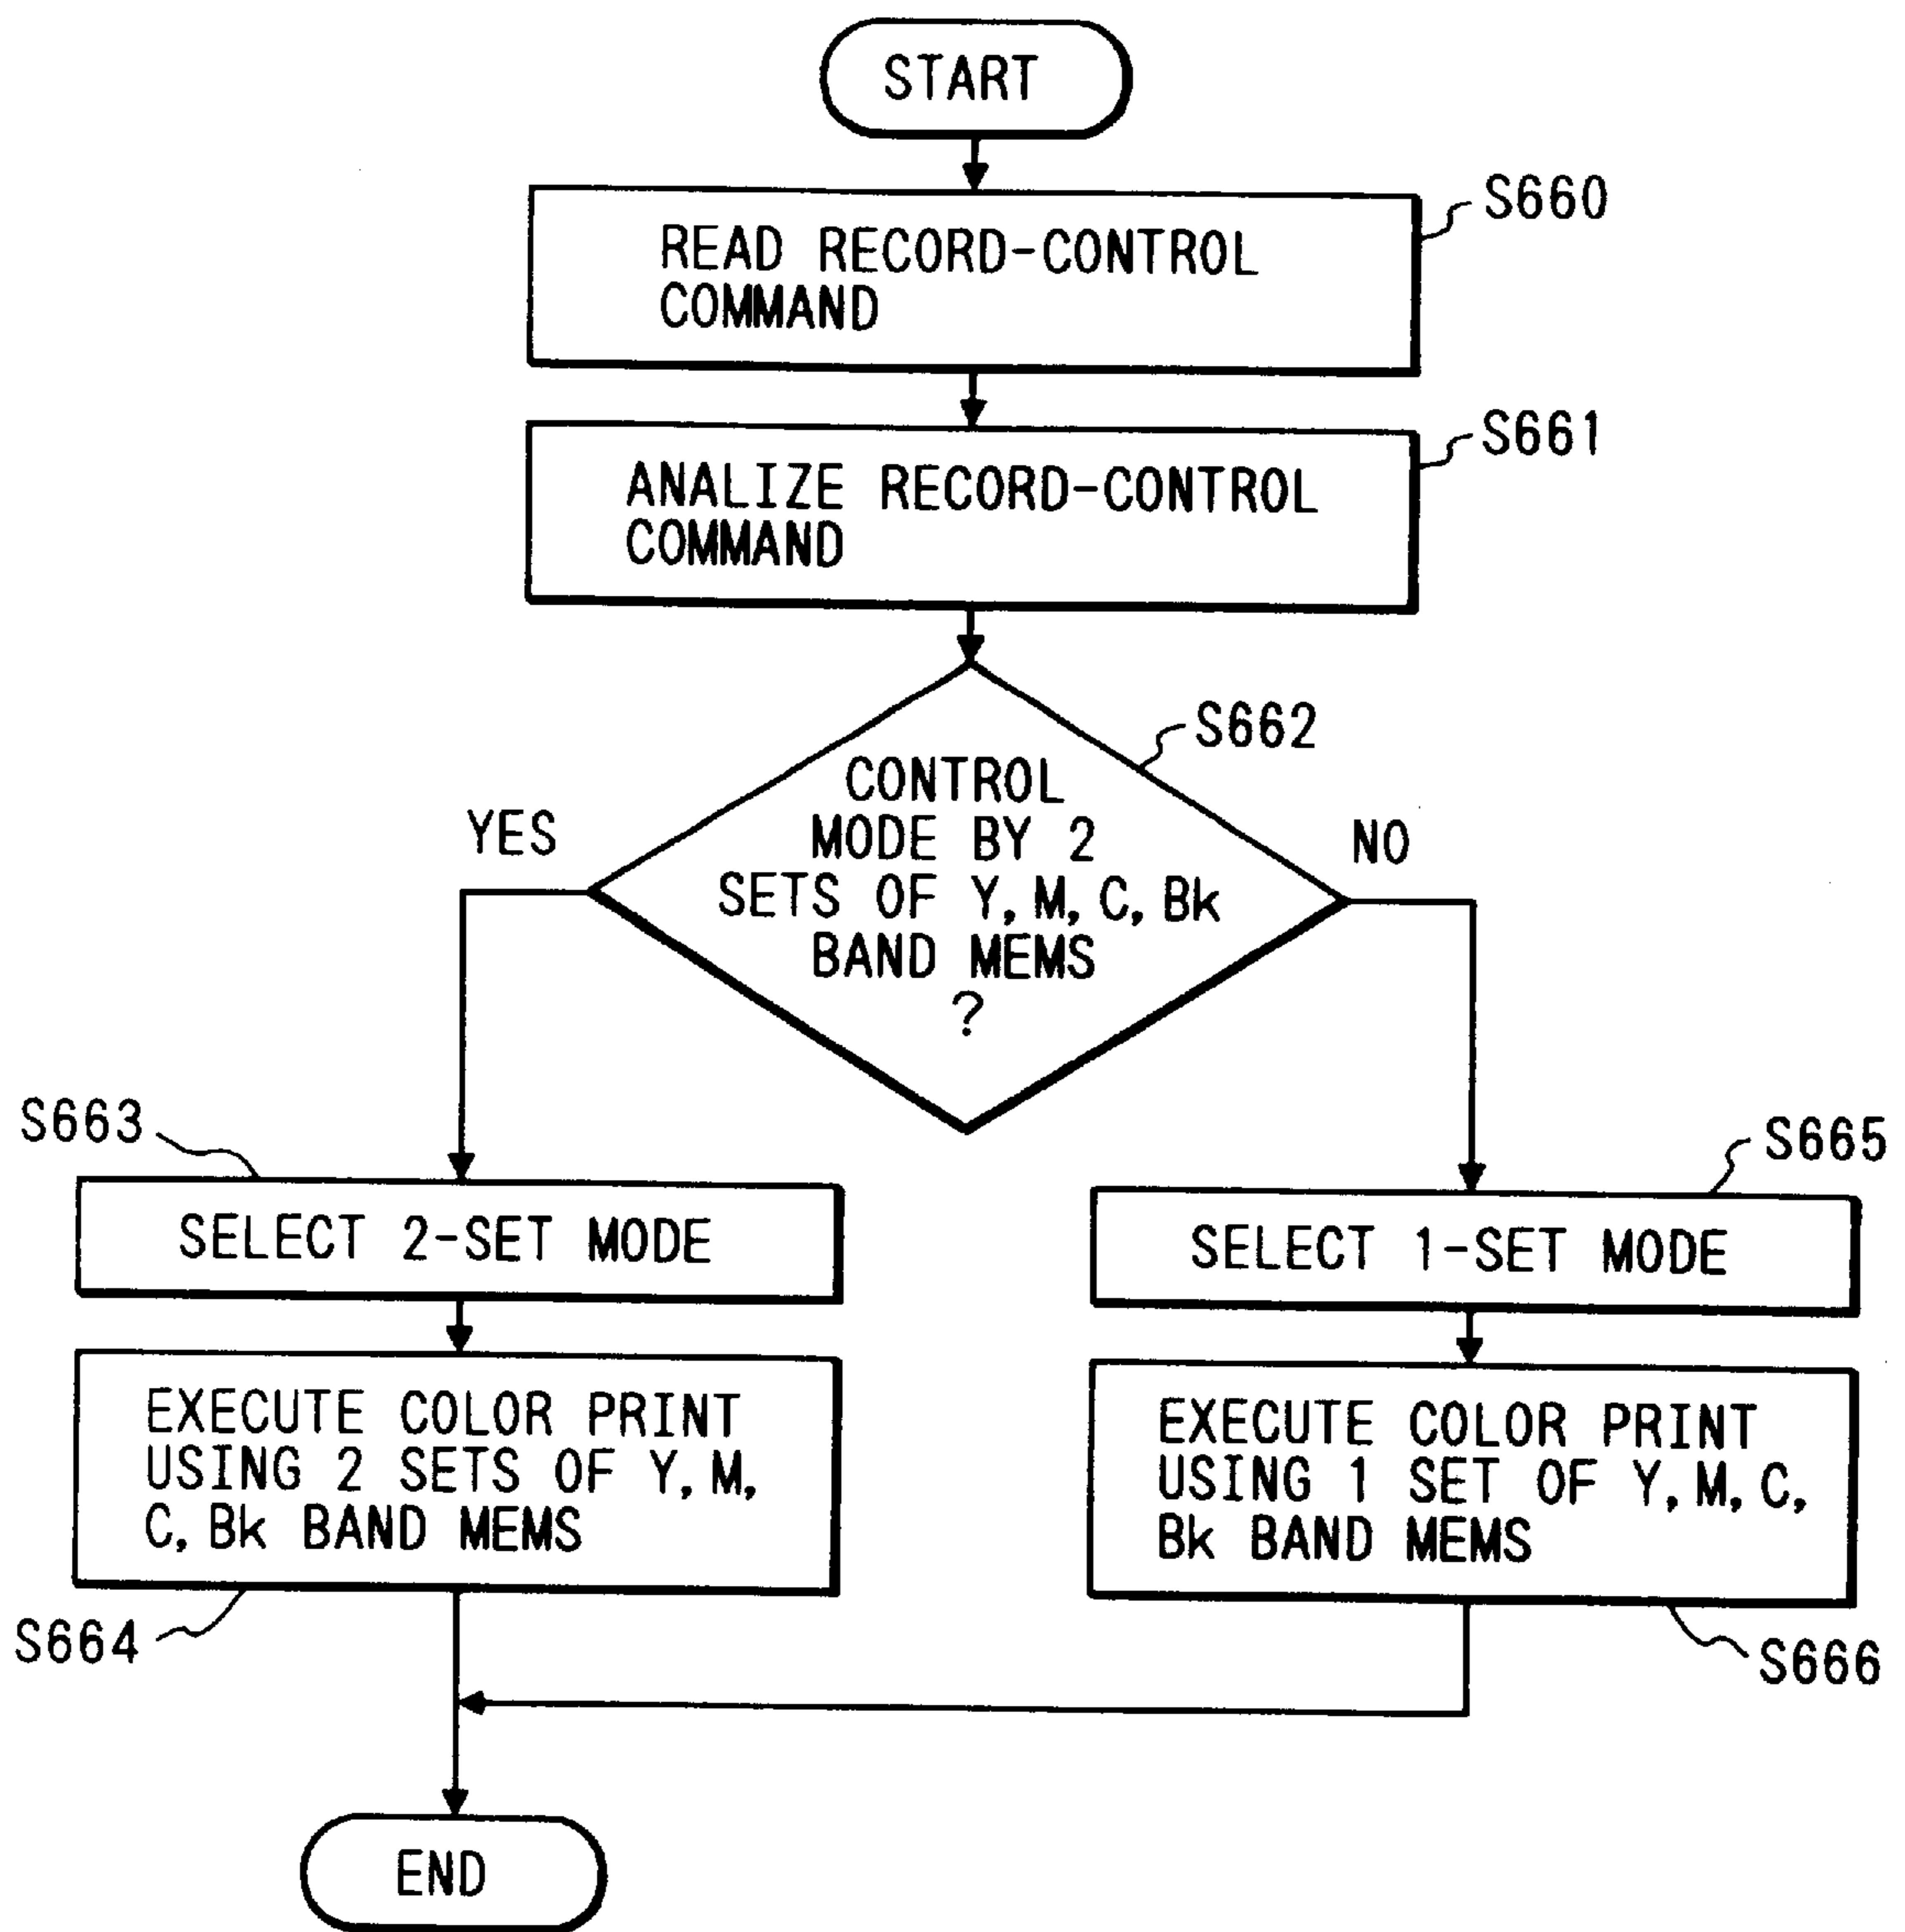 START
S660
READ RECORD-CONTROL
COMMAND
S661
ANALIZE RECORD-CONTROL
COMMAND
S662
CONTROL
MODE BY 2
SETS OF Y, M, C, Bk
BAND MEMS
?
YES
NO
S663
SELECT 2-SET MODE
S665
SELECT 1-SET MODE
EXECUTE COLOR PRINT
USING 2 SETS OF Y, M,
C, Bk BAND MEMS
S664
EXECUTE COLOR PRINT
USING 1 SET OF Y, M, C,
Bk BAND MEMS
S666
END